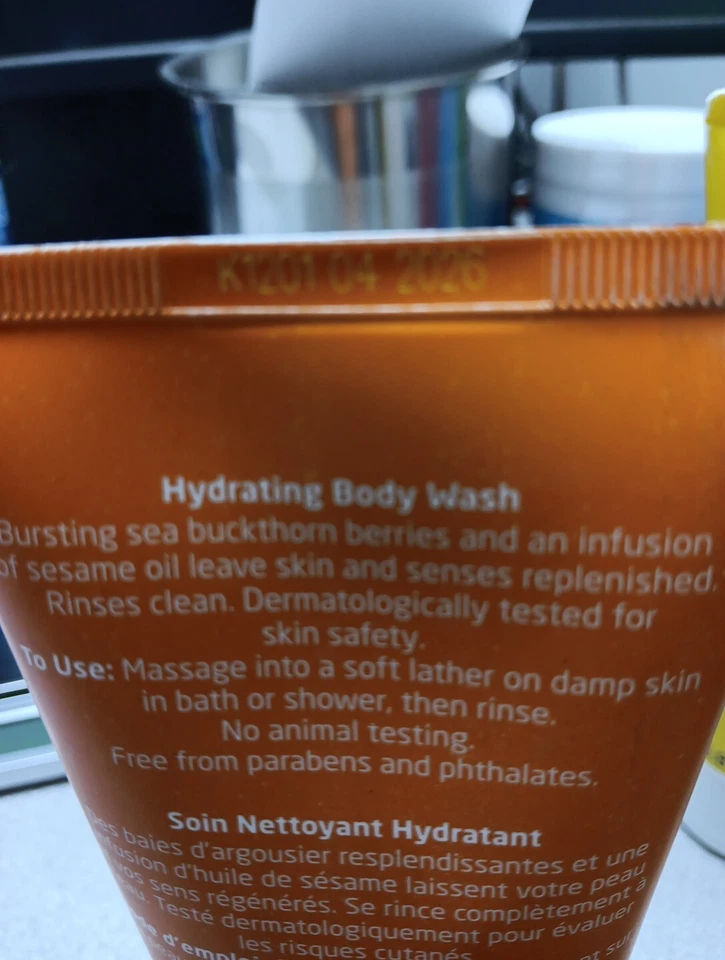 K1201 04 2026
Hydrating Body Wash
Bursting sea buckthorn berries and an infusion
of sesame oil leave skin and senses replenished.
Rinses clean. Dermatologically tested for
skin safety.
To Use: Massage into a soft lather on damp skin
in bath or shower, then rinse.
No animal testing.
Free from parabens and phthalates.
Soin Nettoyant Hydratant
baies d'argousier resplendissantes et une
d'huile de sésame laissent votre peau
vos sens régénérés. Se rince complètement à
Testé dermatologiquement pour évaluer
les risques cutanés.
d'emploi